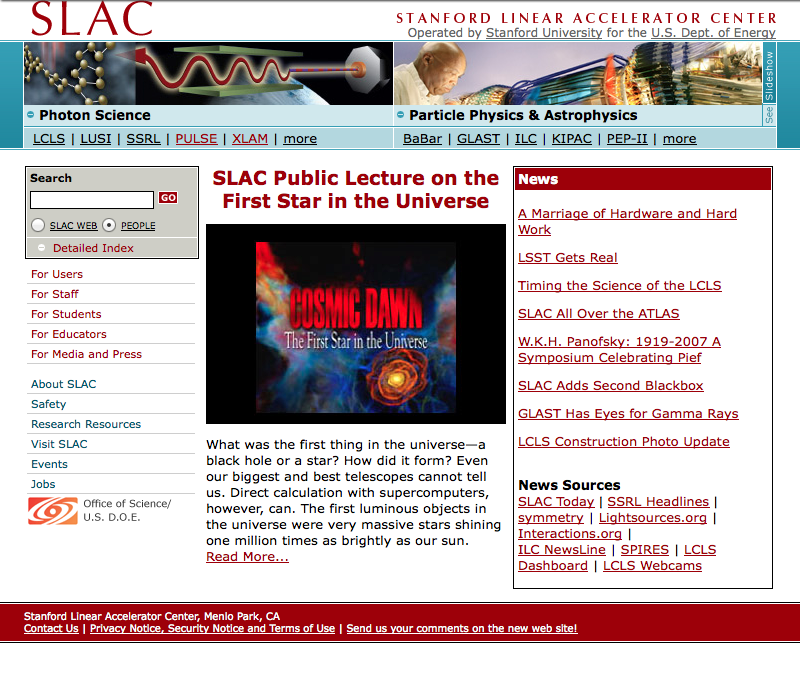 SLAC
STANFORD LINEAR ACCELERATOR CENTER
Operated by Stanford University for the U.S. Dept. of Energy
See Slideshow
Photon Science
LCLS | LUSI | SSRL | PULSE | XLAM | more
Particle Physics & Astrophysics
BaBar | GLAST | ILC | KIPAC | PEP-II | more
Search
GO
SLAC WEB PEOPLE
Detailed Index
For Users
For Staff
For Students
For Educators
For Media and Press
About SLAC
Safety
Research Resources
Visit SLAC
Events
Jobs
Office of Science/
U.S. D.O.E.
SLAC Public Lecture on the
First Star in the Universe
COSMIC DAWN
The First Star in the Universe
What was the first thing in the universe—a
black hole or a star? How did it form? Even
our biggest and best telescopes cannot tell
us. Direct calculation with supercomputers,
however, can. The first luminous objects in
the universe were very massive stars shining
one million times as brightly as our sun.
Read More...
News
A Marriage of Hardware and Hard
Work
LSST Gets Real
Timing the Science of the LCLS
SLAC All Over the ATLAS
W.K.H. Panofsky: 1919-2007 A
Symposium Celebrating Pief
SLAC Adds Second Blackbox
GLAST Has Eyes for Gamma Rays
LCLS Construction Photo Update
News Sources
SLAC Today | SSRL Headlines |
symmetry | Lightsources.org |
Interactions.org |
ILC NewsLine | SPIRES | LCLS
Dashboard | LCLS Webcams
Stanford Linear Accelerator Center, Menlo Park, CA
Contact Us | Privacy Notice, Security Notice and Terms of Use | Send us your comments on the new web site!